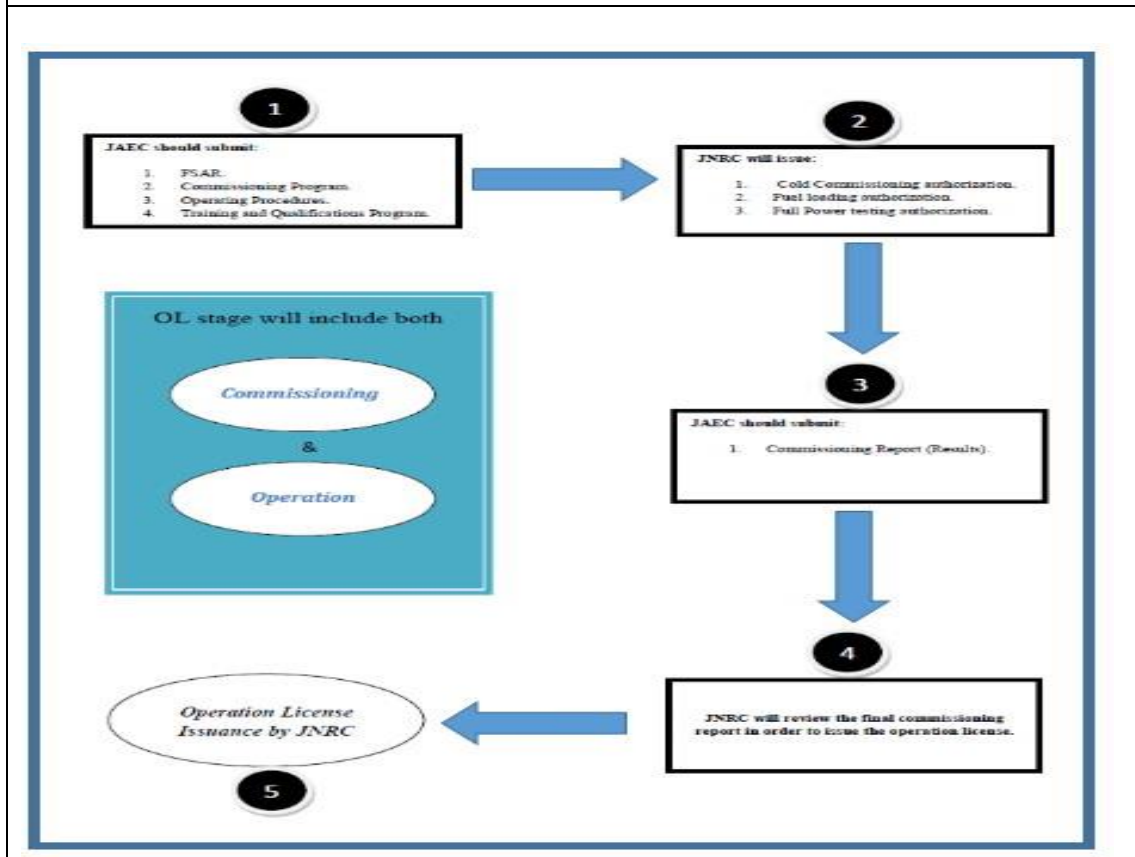 1
JAEC should submit:
1. FSAR.
2. Commissioning Program.
3. Operating Procedures.
4. Training and Qualifications Program.
2
JNRC will issue:
1. Cold Commissioning authorization.
2. Fuel loading authorization.
3. Full Power testing authorization.
3
JAEC should submit:
1. Commissioning Report (Results).
OL stage will include both
Commissioning
&
Operation
4
JNRC will review the final commissioning
report in order to issue the operation license.
Operation License
Issuance by JNRC
5